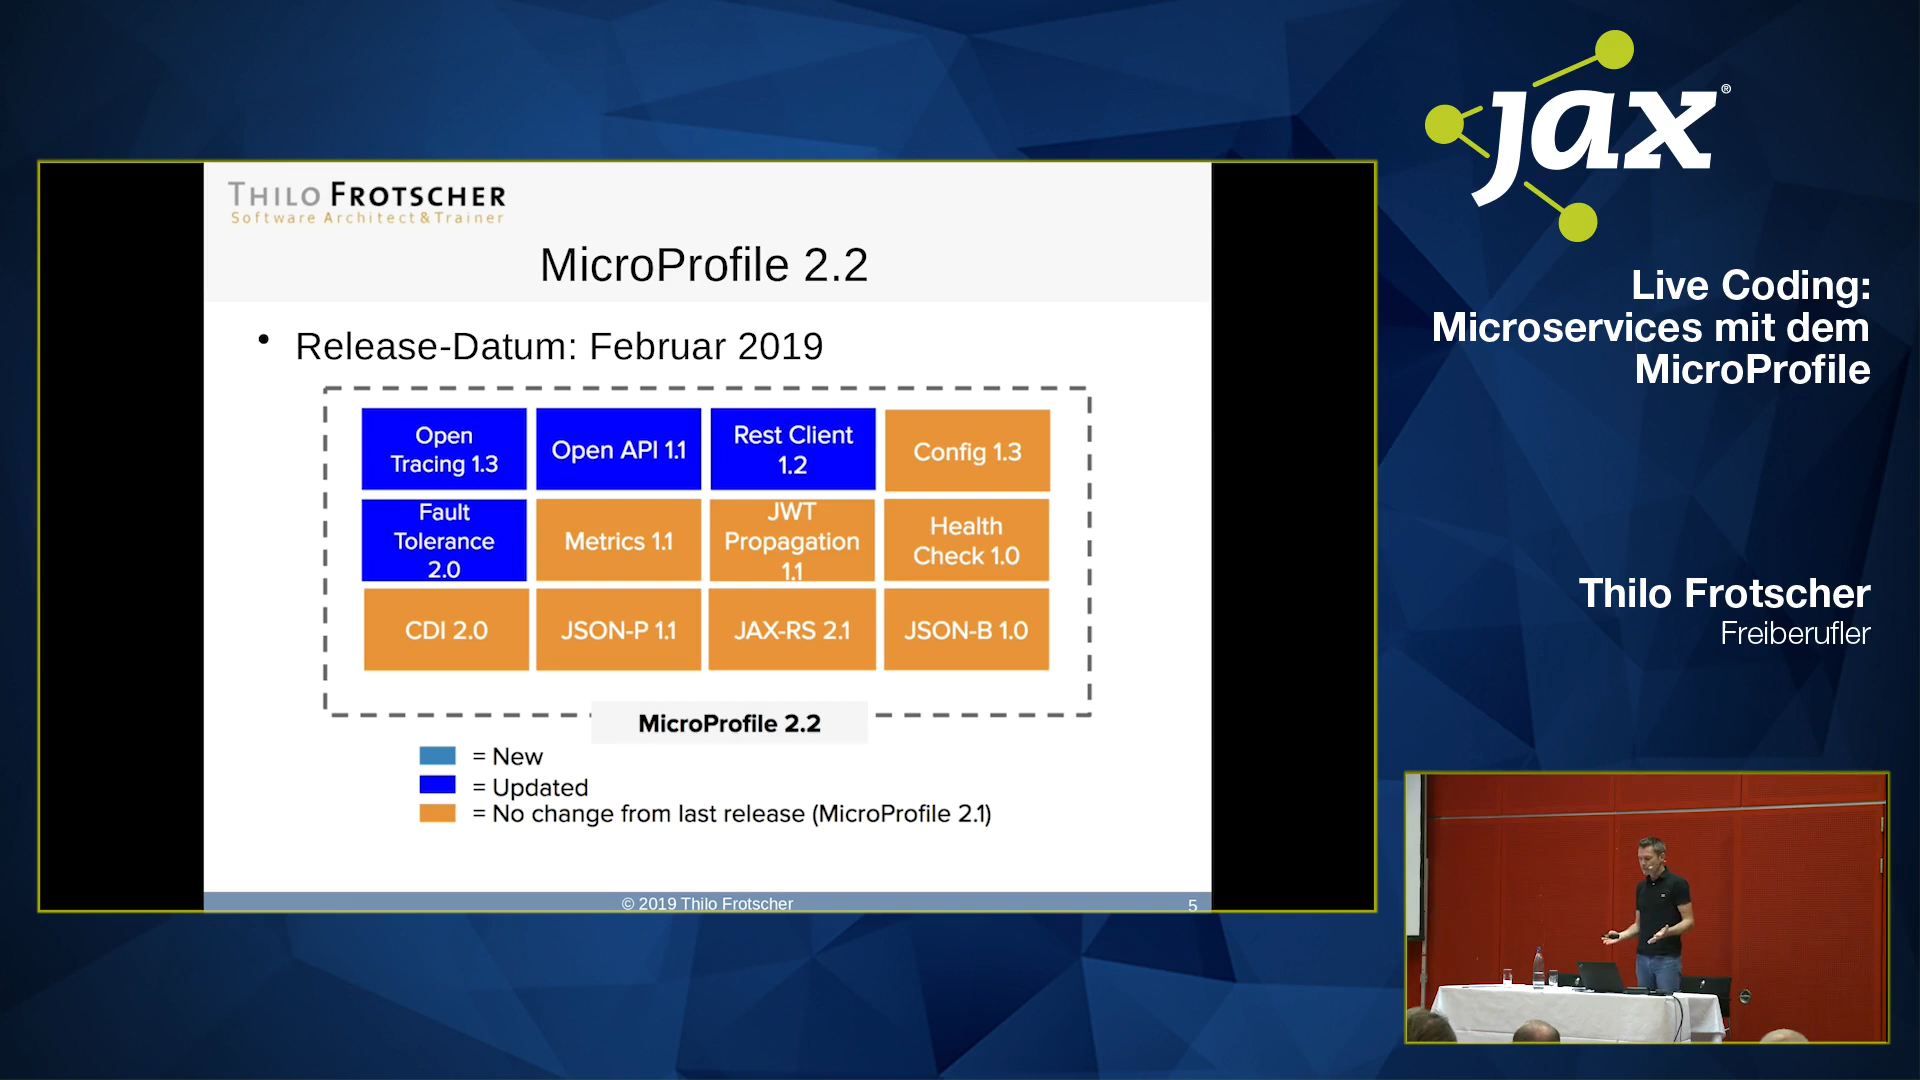 THILO FROTSCHER
Software Architect & Trainer
MicroProfile 2.2
• Release-Datum: Februar 2019
Open
Tracing 1.3
Open API 1.1
Rest Client
1.2
Config 1.3
Fault
Tolerance
2.0
Metrics 1.1
JWT
Propagation
1.1
Health
Check 1.0
CDI 2.0
JSON-P 1.1
JAX-RS 2.1
JSON-B 1.0
MicroProfile 2.2
= New
= Updated
= No change from last release (MicroProfile 2.1)
© 2019 Thilo Frotscher
5
jax®
Live Coding:
Microservices mit dem
MicroProfile
Thilo Frotscher
Freiberufler